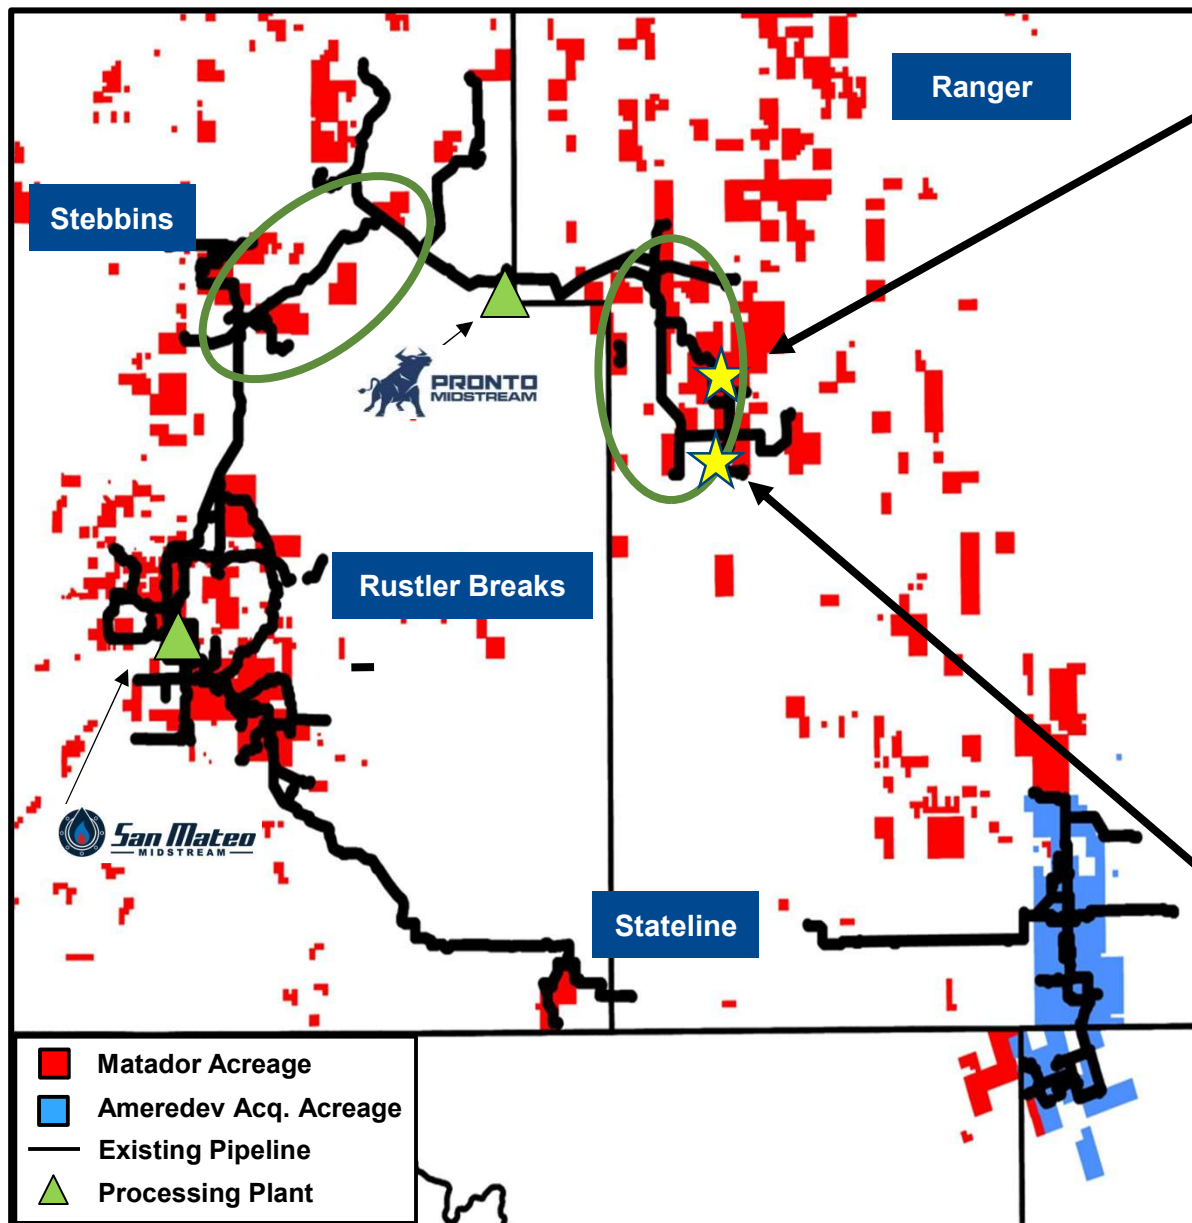 Ranger
Stebbins
PRONTO
MIDSTREAM
Rustler Breaks
San Mateo
MIDSTREAM
Stateline
Matador Acreage
Ameredev Acq. Acreage
Existing Pipeline
Processing Plant